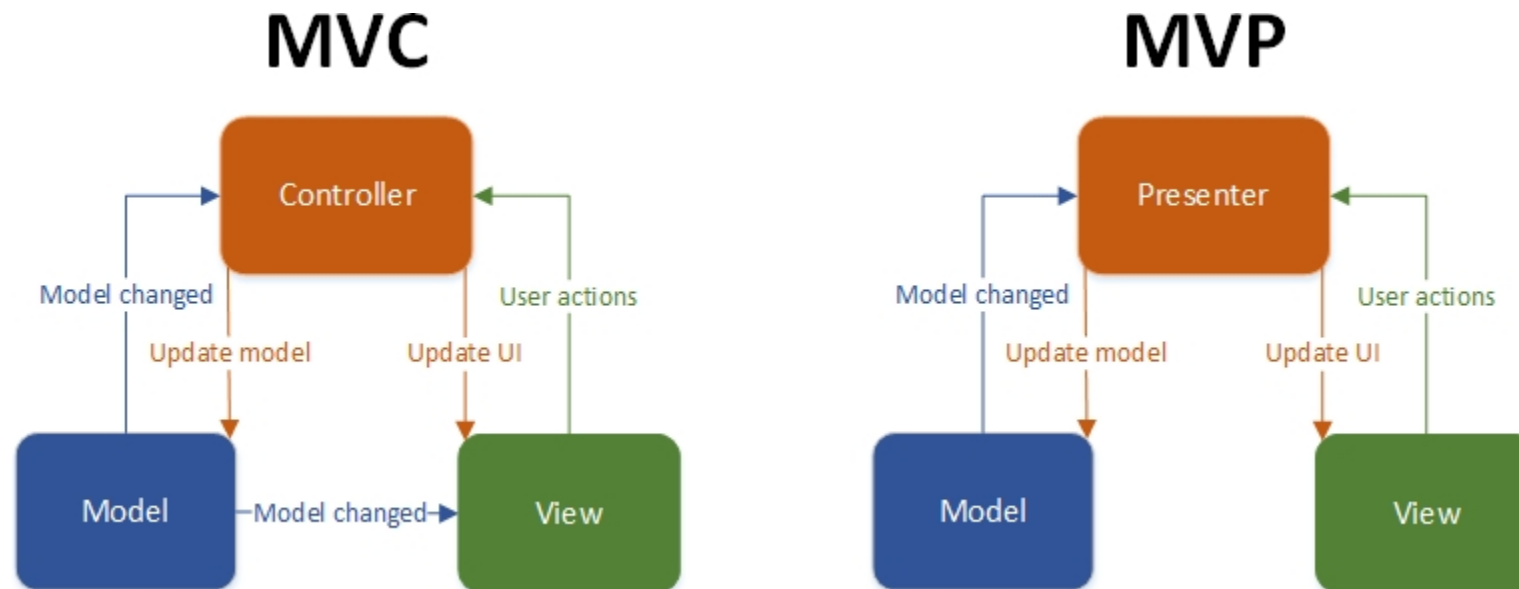 MVC
Controller
Model changed
User actions
Update model
Update UI
Model
Model changed
View
MVP
Presenter
Model changed
User actions
Update model
Update UI
Model
View